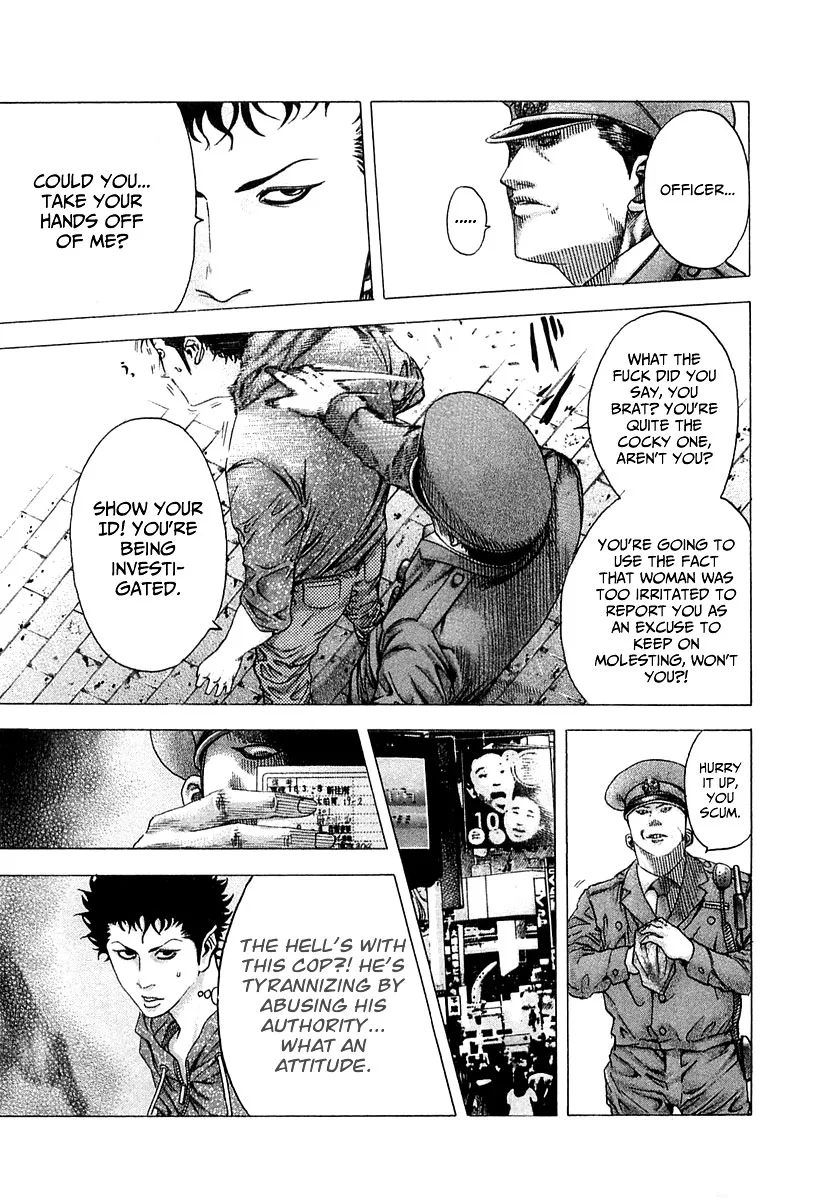 OFFICER...
.....
COULD YOU...
TAKE YOUR
HANDS OFF
OF ME?
WHAT THE
FUCK DID YOU
SAY, YOU
BRAT? YOU'RE
QUITE THE
COCKY ONE,
AREN'T YOU?
YOU'RE GOING TO
USE THE FACT
THAT WOMAN WAS
TOO IRRITATED TO
REPORT YOU AS
AN EXCUSE TO
KEEP ON
MOLESTING, WON'T
YOU?!
SHOW YOUR
ID! YOU'RE
BEING
INVESTI-
GATED.
HURRY
IT UP,
YOU
SCUM.
10
THE HELL'S WITH
THIS COP?! HE'S
TYRANNIZING BY
ABUSING HIS
AUTHORITY...
WHAT AN
ATTITUDE.